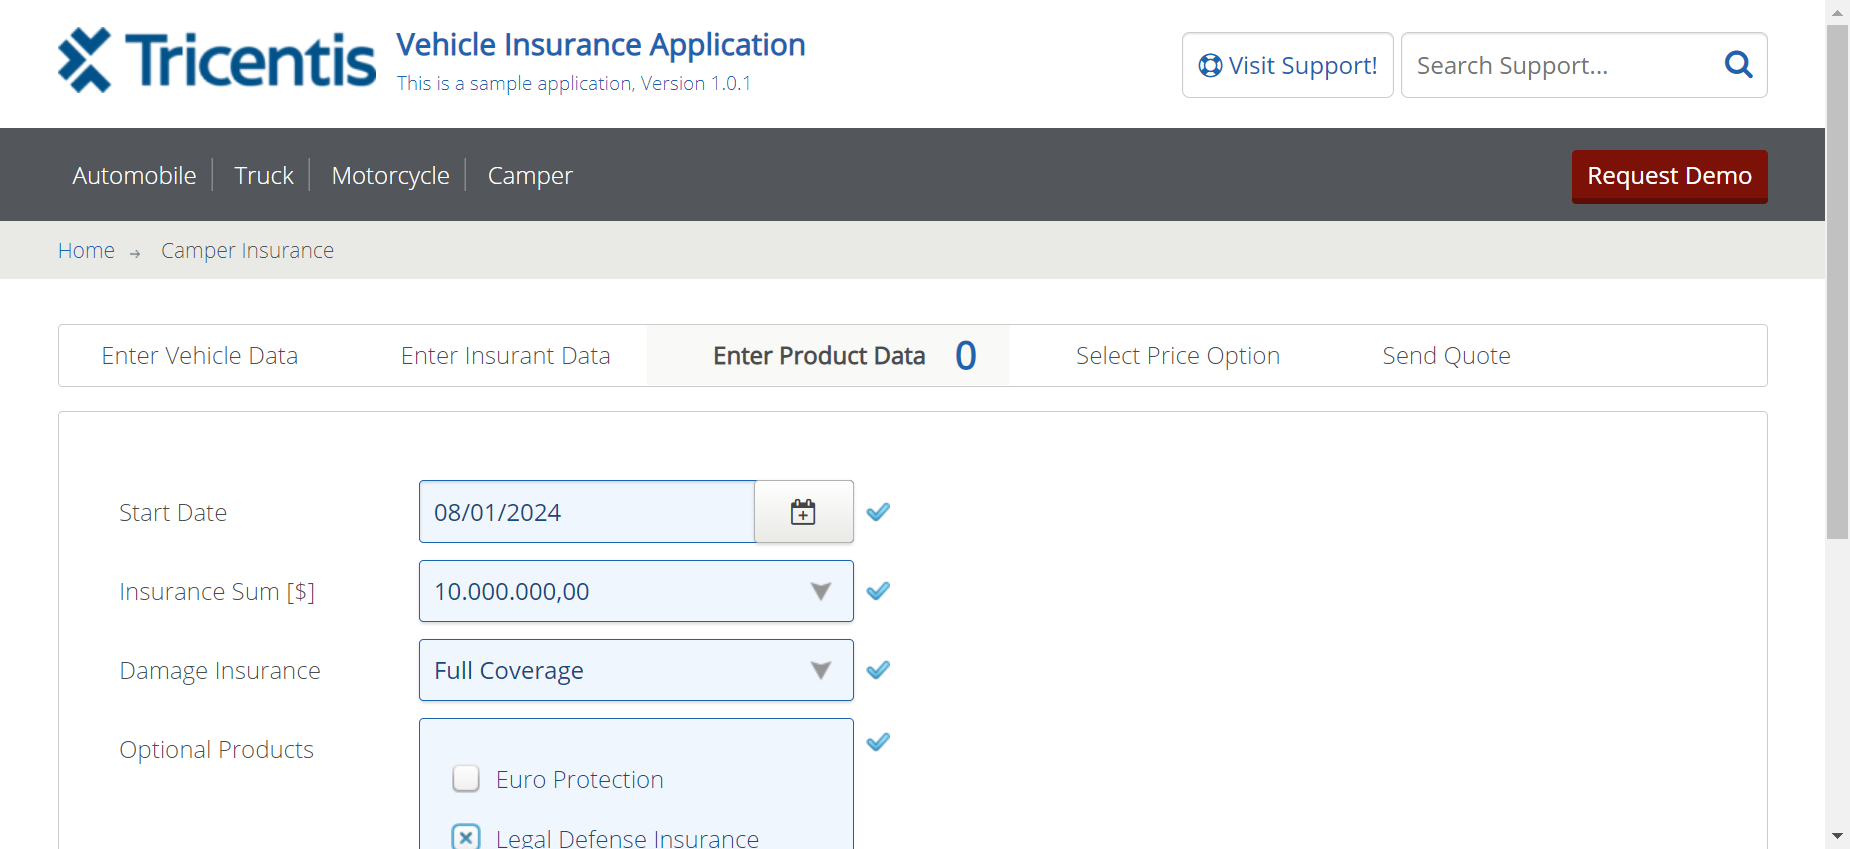 Tricentis
Vehicle Insurance Application
This is a sample application, Version 1.0.1
Visit Support!
Search Support...
Automobile
Truck
Motorcycle
Camper
Request Demo
Home
Camper Insurance
Enter Vehicle Data
Enter Insurant Data
Enter Product Data 0
Select Price Option
Send Quote
Start Date
08/01/2024
Insurance Sum [$]
10.000.000,00
Damage Insurance
Full Coverage
Optional Products
Euro Protection
Legal Defense Insurance